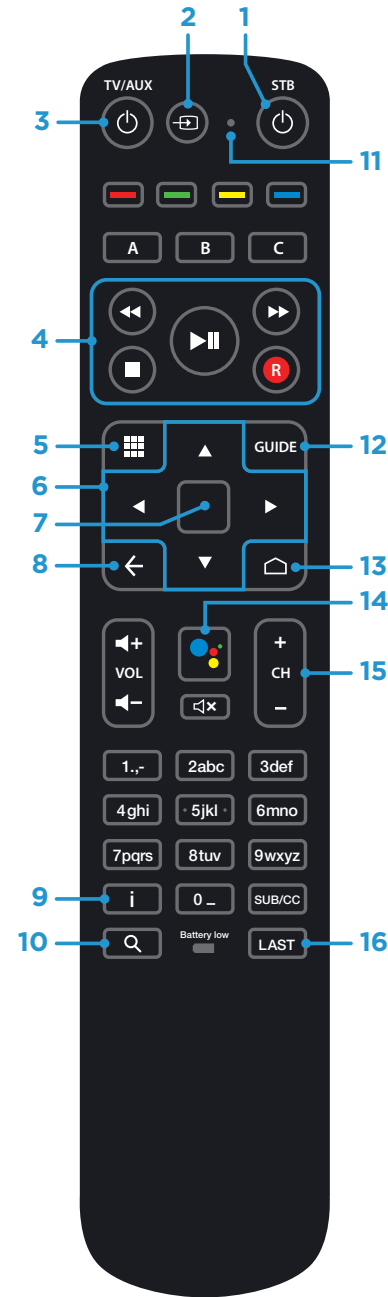 2 1
TV/AUX STB
3
11
A B C
4
R
5 GUIDE 12
6
7
8 13
14
+ +
VOL CH 15
- -
1.,- 2abc 3def
4ghi 5jkl 6mno
7pqrs 8tuv 9wxyz
9 i 0_ SUB/CC
10 Battery low LAST 16